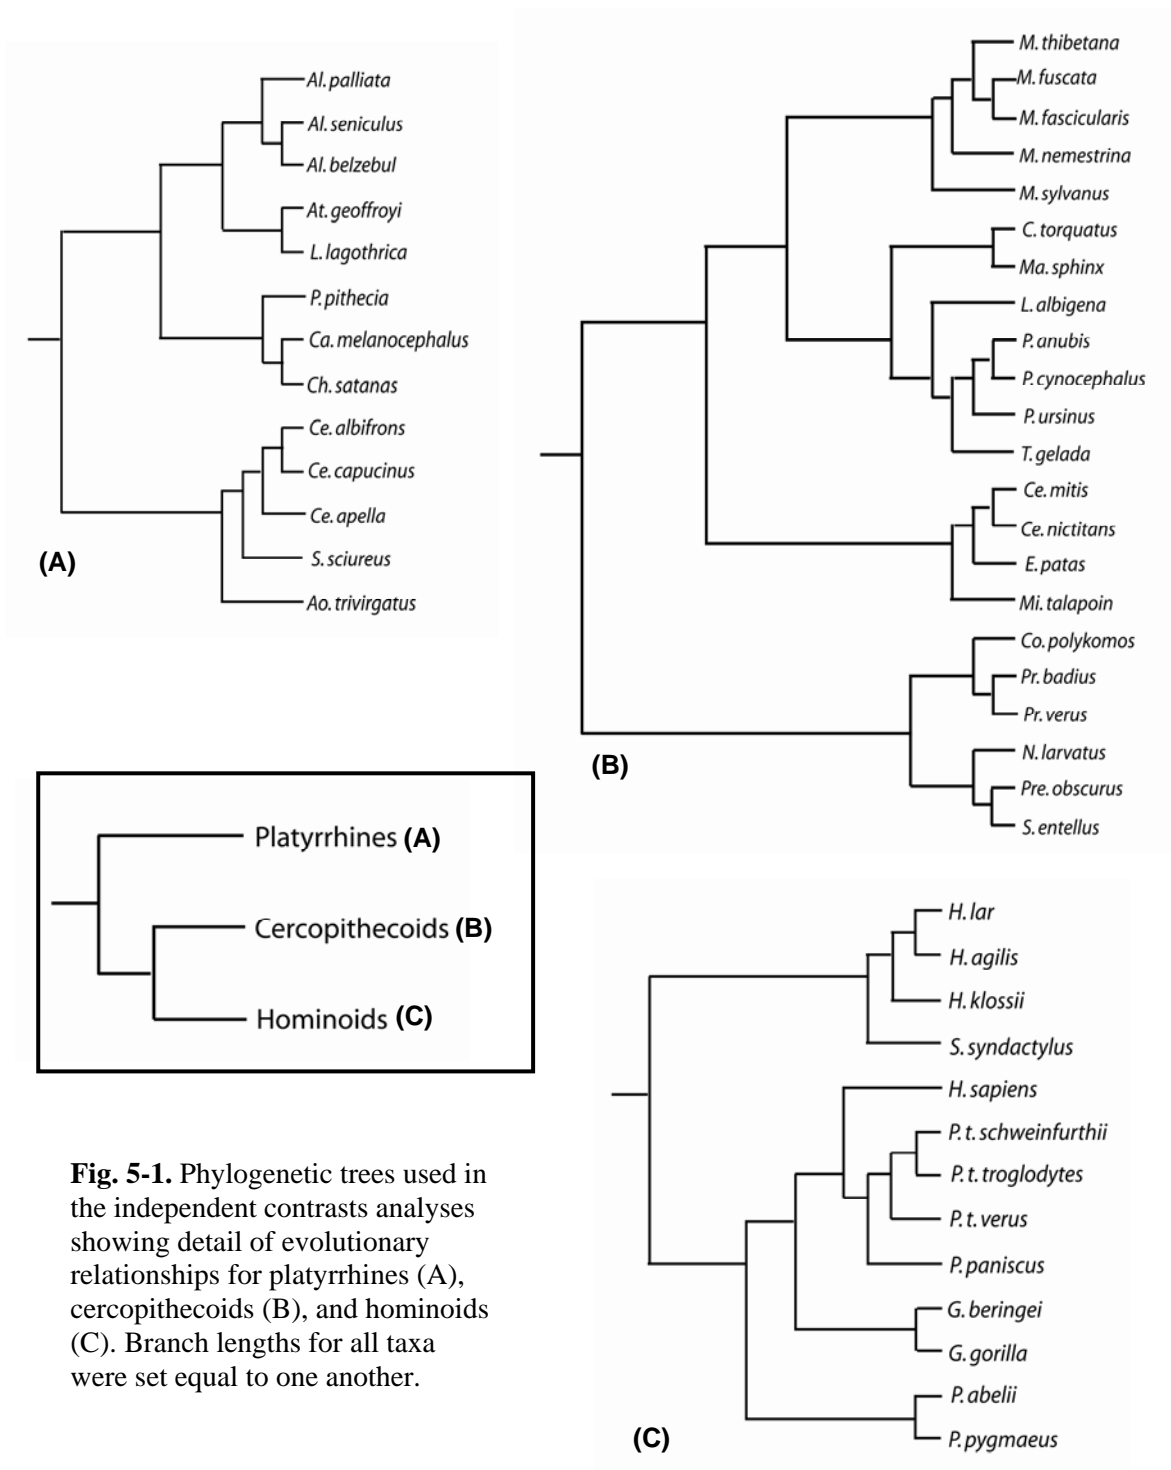 Al. palliata
Al. seniculus
Al. belzebul
At. geoffroyi
L. lagothrica
P. pithecia
Ca. melanocephalus
Ch. satanas
Ce. albifrons
Ce. capucinus
Ce. apella
S. sciureus
Ao. trivirgatus
(A)
M. thibetana
M. fuscata
M. fascicularis
M. nemestrina
M. sylvanus
C. torquatus
Ma. sphinx
L. albigena
P. anubis
P. cynocephalus
P. ursinus
T. gelada
Ce. mitis
Ce. nictitans
E. patas
Mi. talapoin
Co. polykomos
Pr. badius
Pr. verus
N. larvatus
Pre. obscurus
S. entellus
(B)
Platyrrhines (A)
Cercopithecoids (B)
Hominoids (C)
H. lar
H. agilis
H. klossii
S. syndactylus
H. sapiens
P. t. schweinfurthii
P. t. troglodytes
P. t. verus
P. paniscus
G. beringei
G. gorilla
P. abelii
P. pygmaeus
(C)
Fig. 5-1. Phylogenetic trees used in
the independent contrasts analyses
showing detail of evolutionary
relationships for platyrrhines (A),
cercopithecoids (B), and hominoids
(C). Branch lengths for all taxa
were set equal to one another.